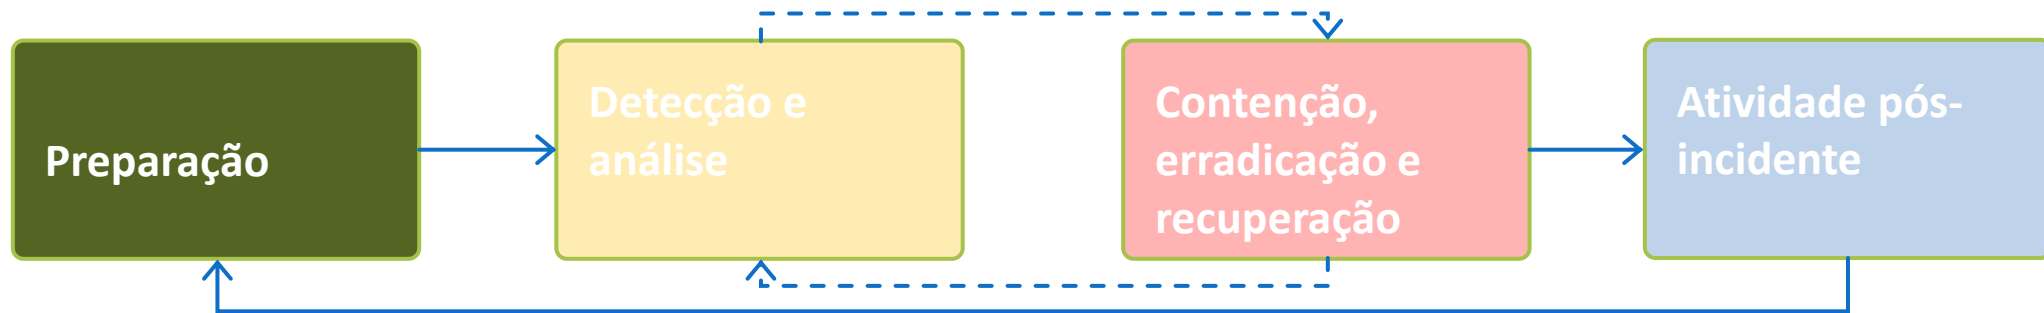 Preparação
Detecção e
análise
Contenção,
erradicação e
recuperação
Atividade pós-
incidente